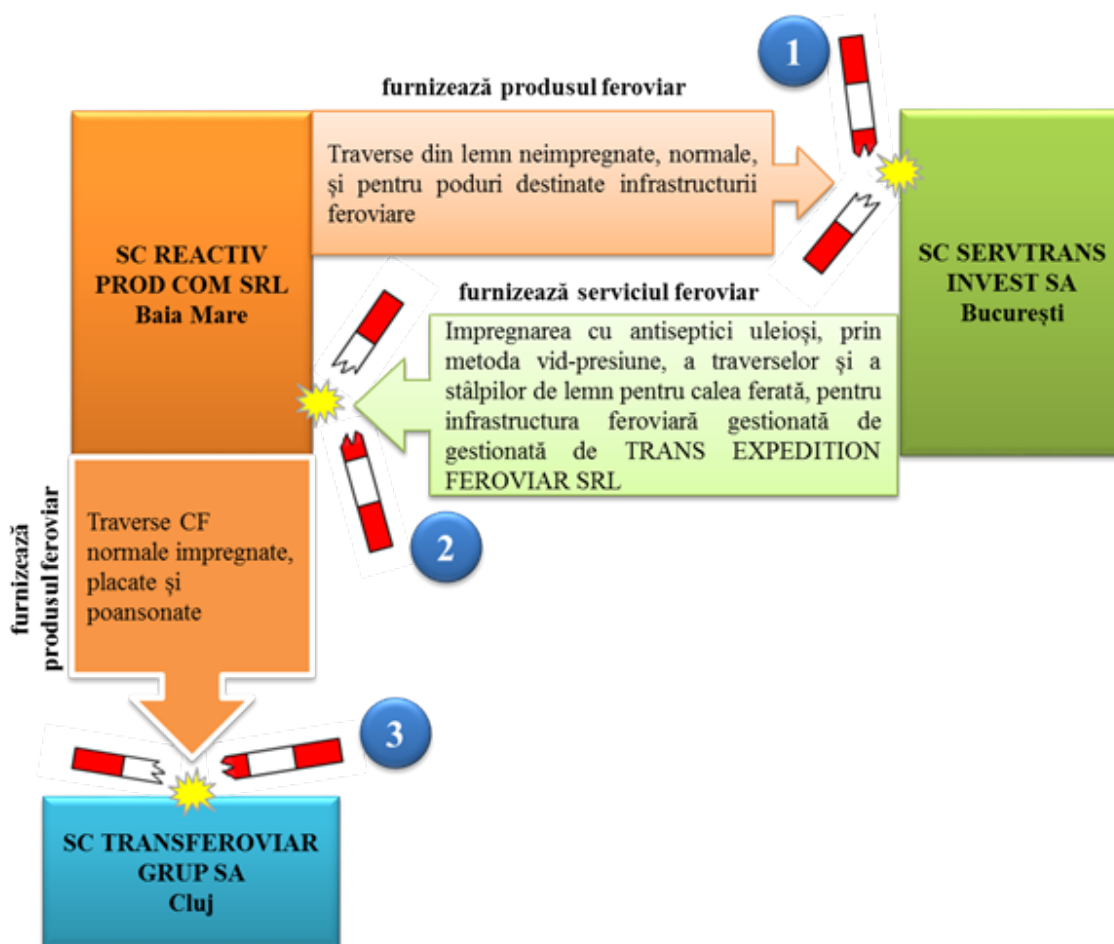 1
furnizează produsul feroviar
SC REACTIV
PROD COM SRL
Baia Mare
Traverse din lemn neimpregnate, normale,
și pentru poduri destinate infrastructurii
feroviare
SC SERVTRANS
INVEST SA
București
furnizează serviciul feroviar
Impregnarea cu antiseptici uleioși, prin
metoda vid-presiune, a traverselor și a
stâlpilor de lemn pentru calea ferată, pentru
infrastructura feroviară gestionată de
gestionată de TRANS EXPEDITION
FEROVIAR SRL
2
furnizează
produsul feroviar
Traverse CF
normale impregnate,
placate și
poansonate
3
SC TRANSFEROVIAR
GRUP SA
Cluj